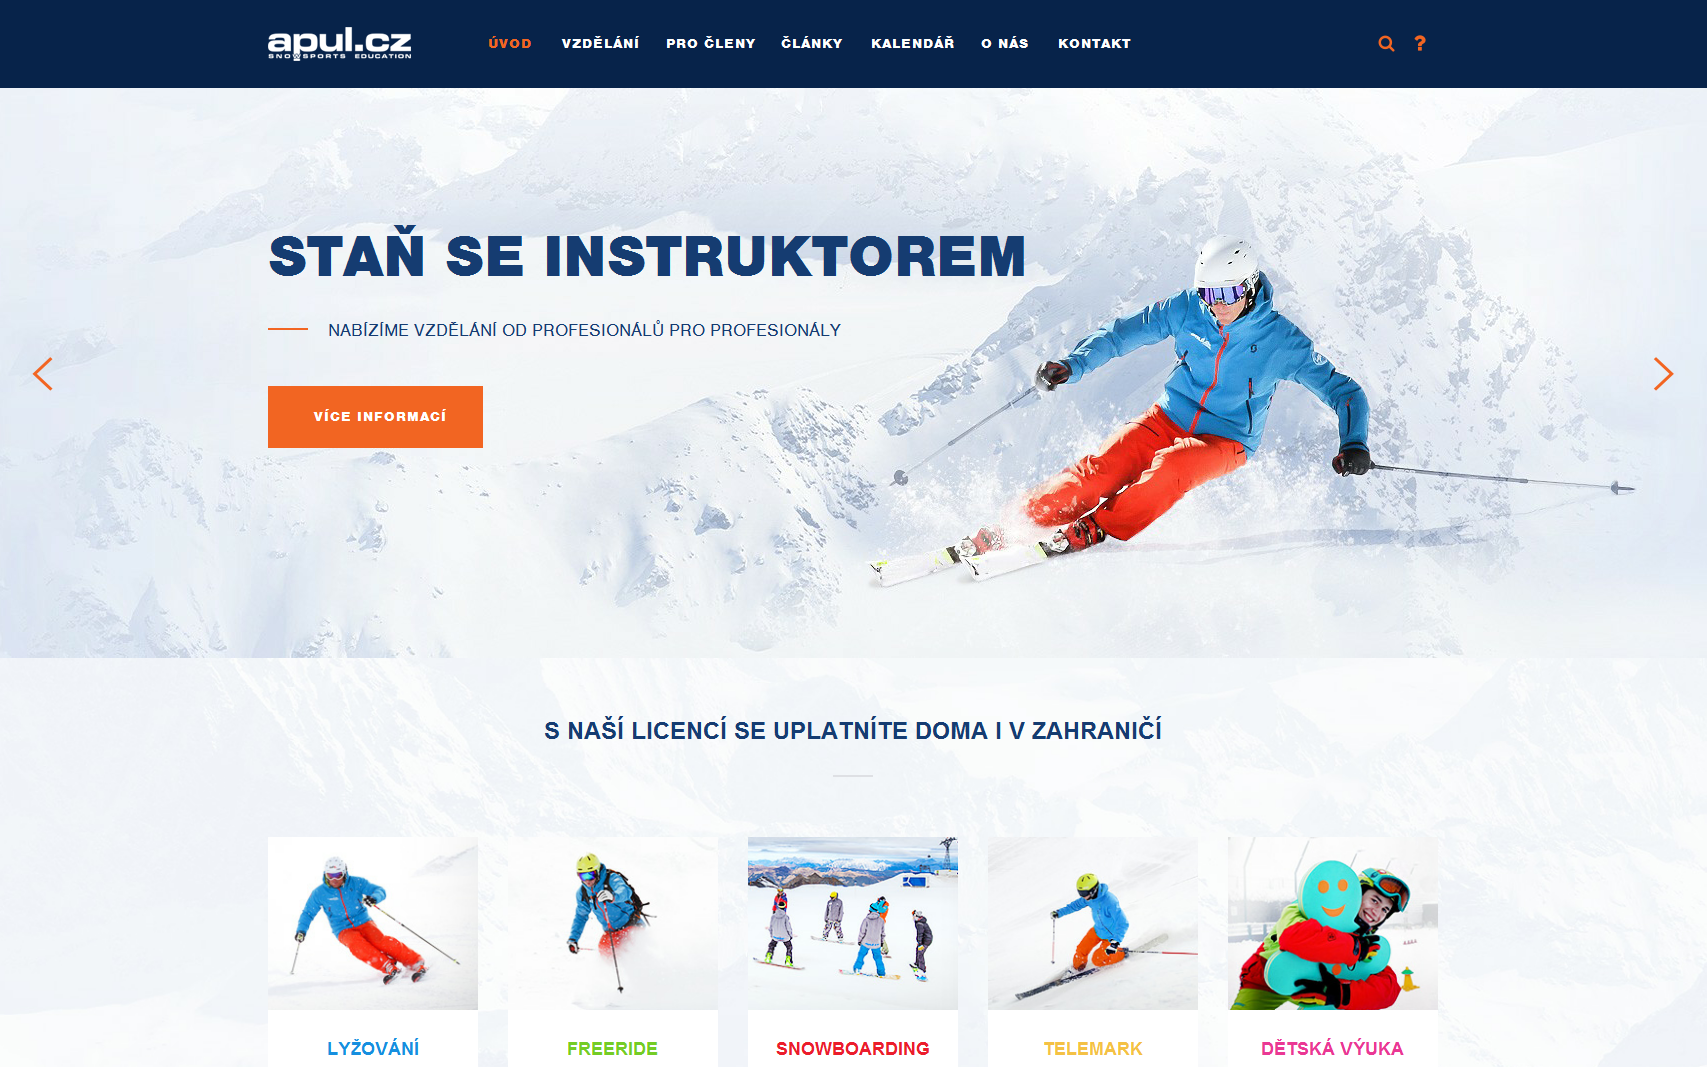 apul.cz
SNOWSPORTS EDUCATION
ÚVOD
VZDĚLÁNÍ
PRO ČLENY
ČLÁNKY
KALENDÁŘ
O NÁS
KONTAKT
?
STAŇ SE INSTRUKTOREM
NABÍZÍME VZDĚLÁNÍ OD PROFESIONÁLŮ PRO PROFESIONÁLY
VÍCE INFORMACÍ
S NAŠÍ LICENCÍ SE UPLATNÍTE DOMA I V ZAHRANIČÍ
LYŽOVÁNÍ
FREERIDE
SNOWBOARDING
TELEMARK
DĚTSKÁ VÝUKA